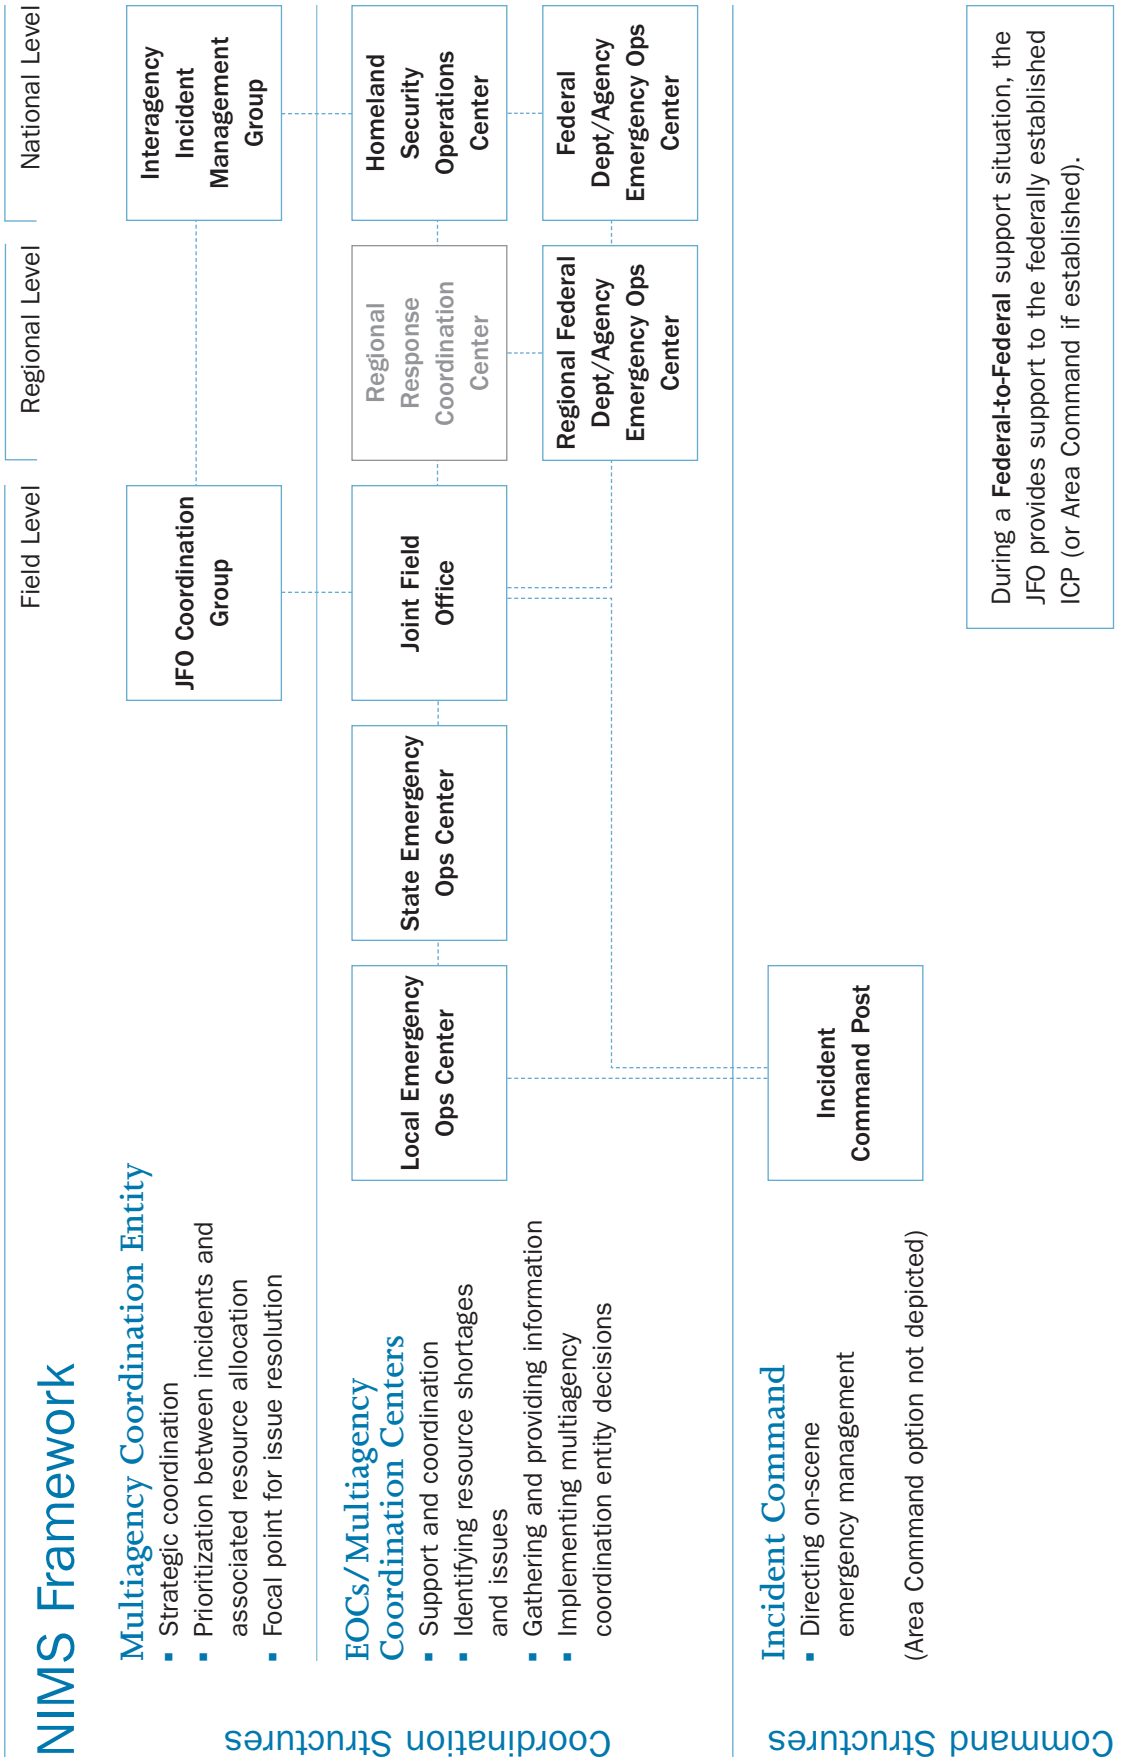 NIMS Framework
Field Level
Regional Level
National Level
Coordination Structures
Multiagency Coordination Entity
▪ Strategic coordination
▪ Prioritization between incidents and
associated resource allocation
▪ Focal point for issue resolution
JFO Coordination
Group
Interagency
Incident
Management
Group
EOCs/Multiagency
Coordination Centers
▪ Support and coordination
▪ Identifying resource shortages
and issues
▪ Gathering and providing information
▪ Implementing multiagency
coordination entity decisions
Local Emergency
Ops Center
State Emergency
Ops Center
Joint Field
Office
Regional
Response
Coordination
Center
Homeland
Security
Operations
Center
Regional Federal
Dept/Agency
Emergency Ops
Center
Federal
Dept/Agency
Emergency Ops
Center
Command Structures
Incident Command
▪ Directing on-scene
emergency management
(Area Command option not depicted)
Incident
Command Post
During a Federal-to-Federal support situation, the
JFO provides support to the federally established
ICP (or Area Command if established).